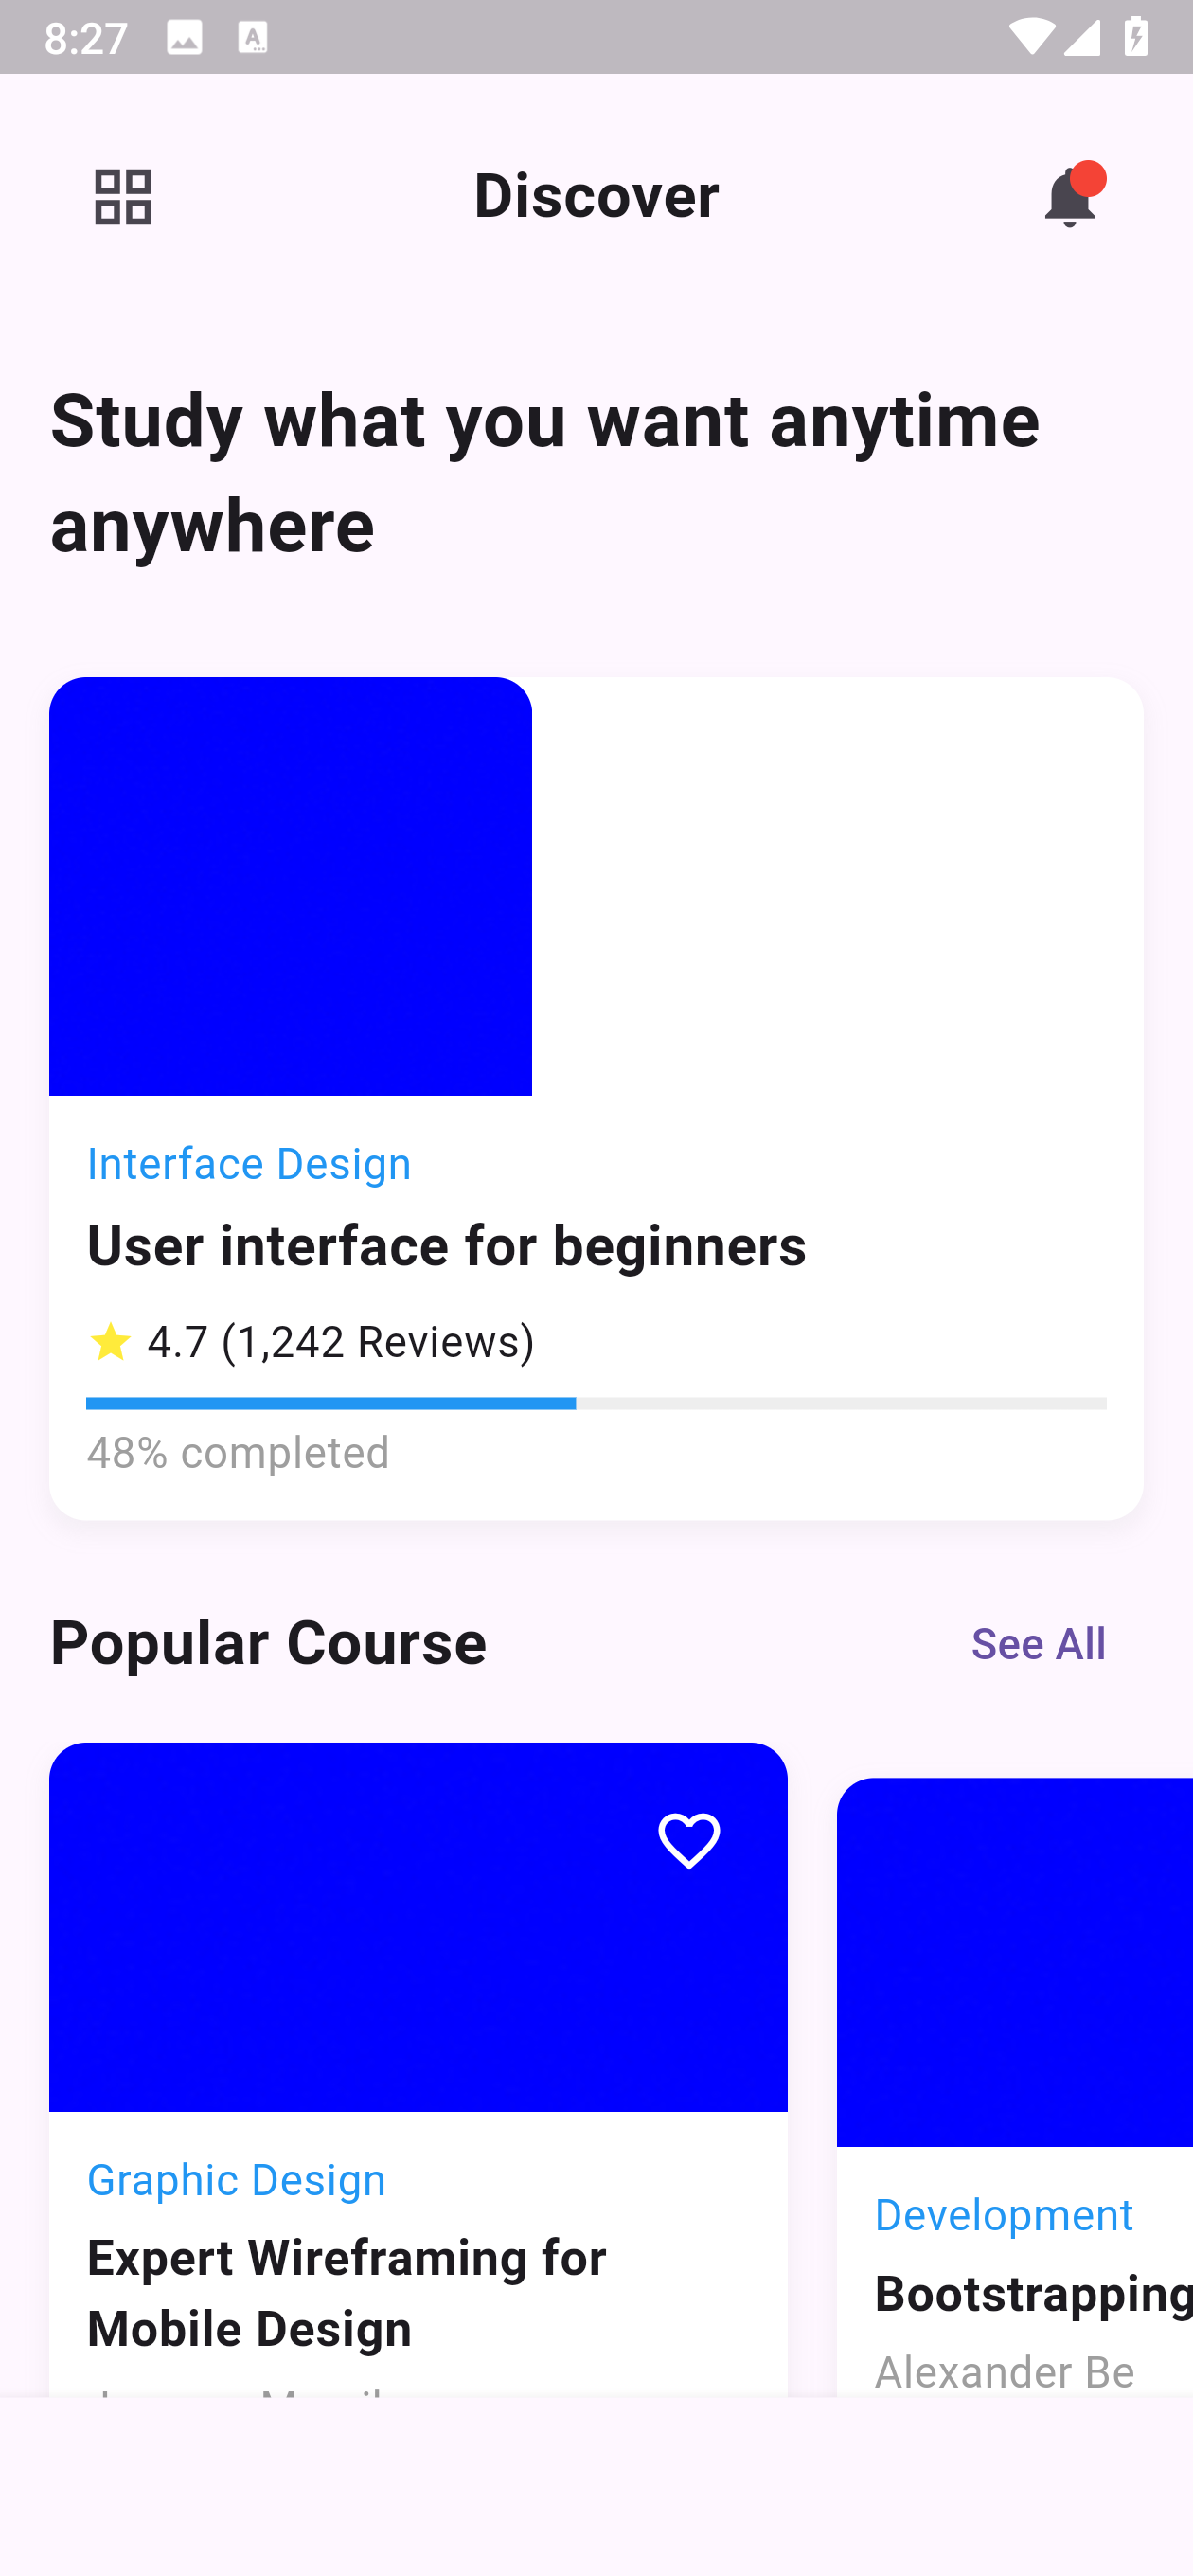 8:27
Discover
Study what you want anytime
anywhere
Interface Design
User interface for beginners
4.7 (1,242 Reviews)
48% completed
Popular Course
See All
Graphic Design
Expert Wireframing for
Mobile Design
Development
Bootstrapping
Alexander Be